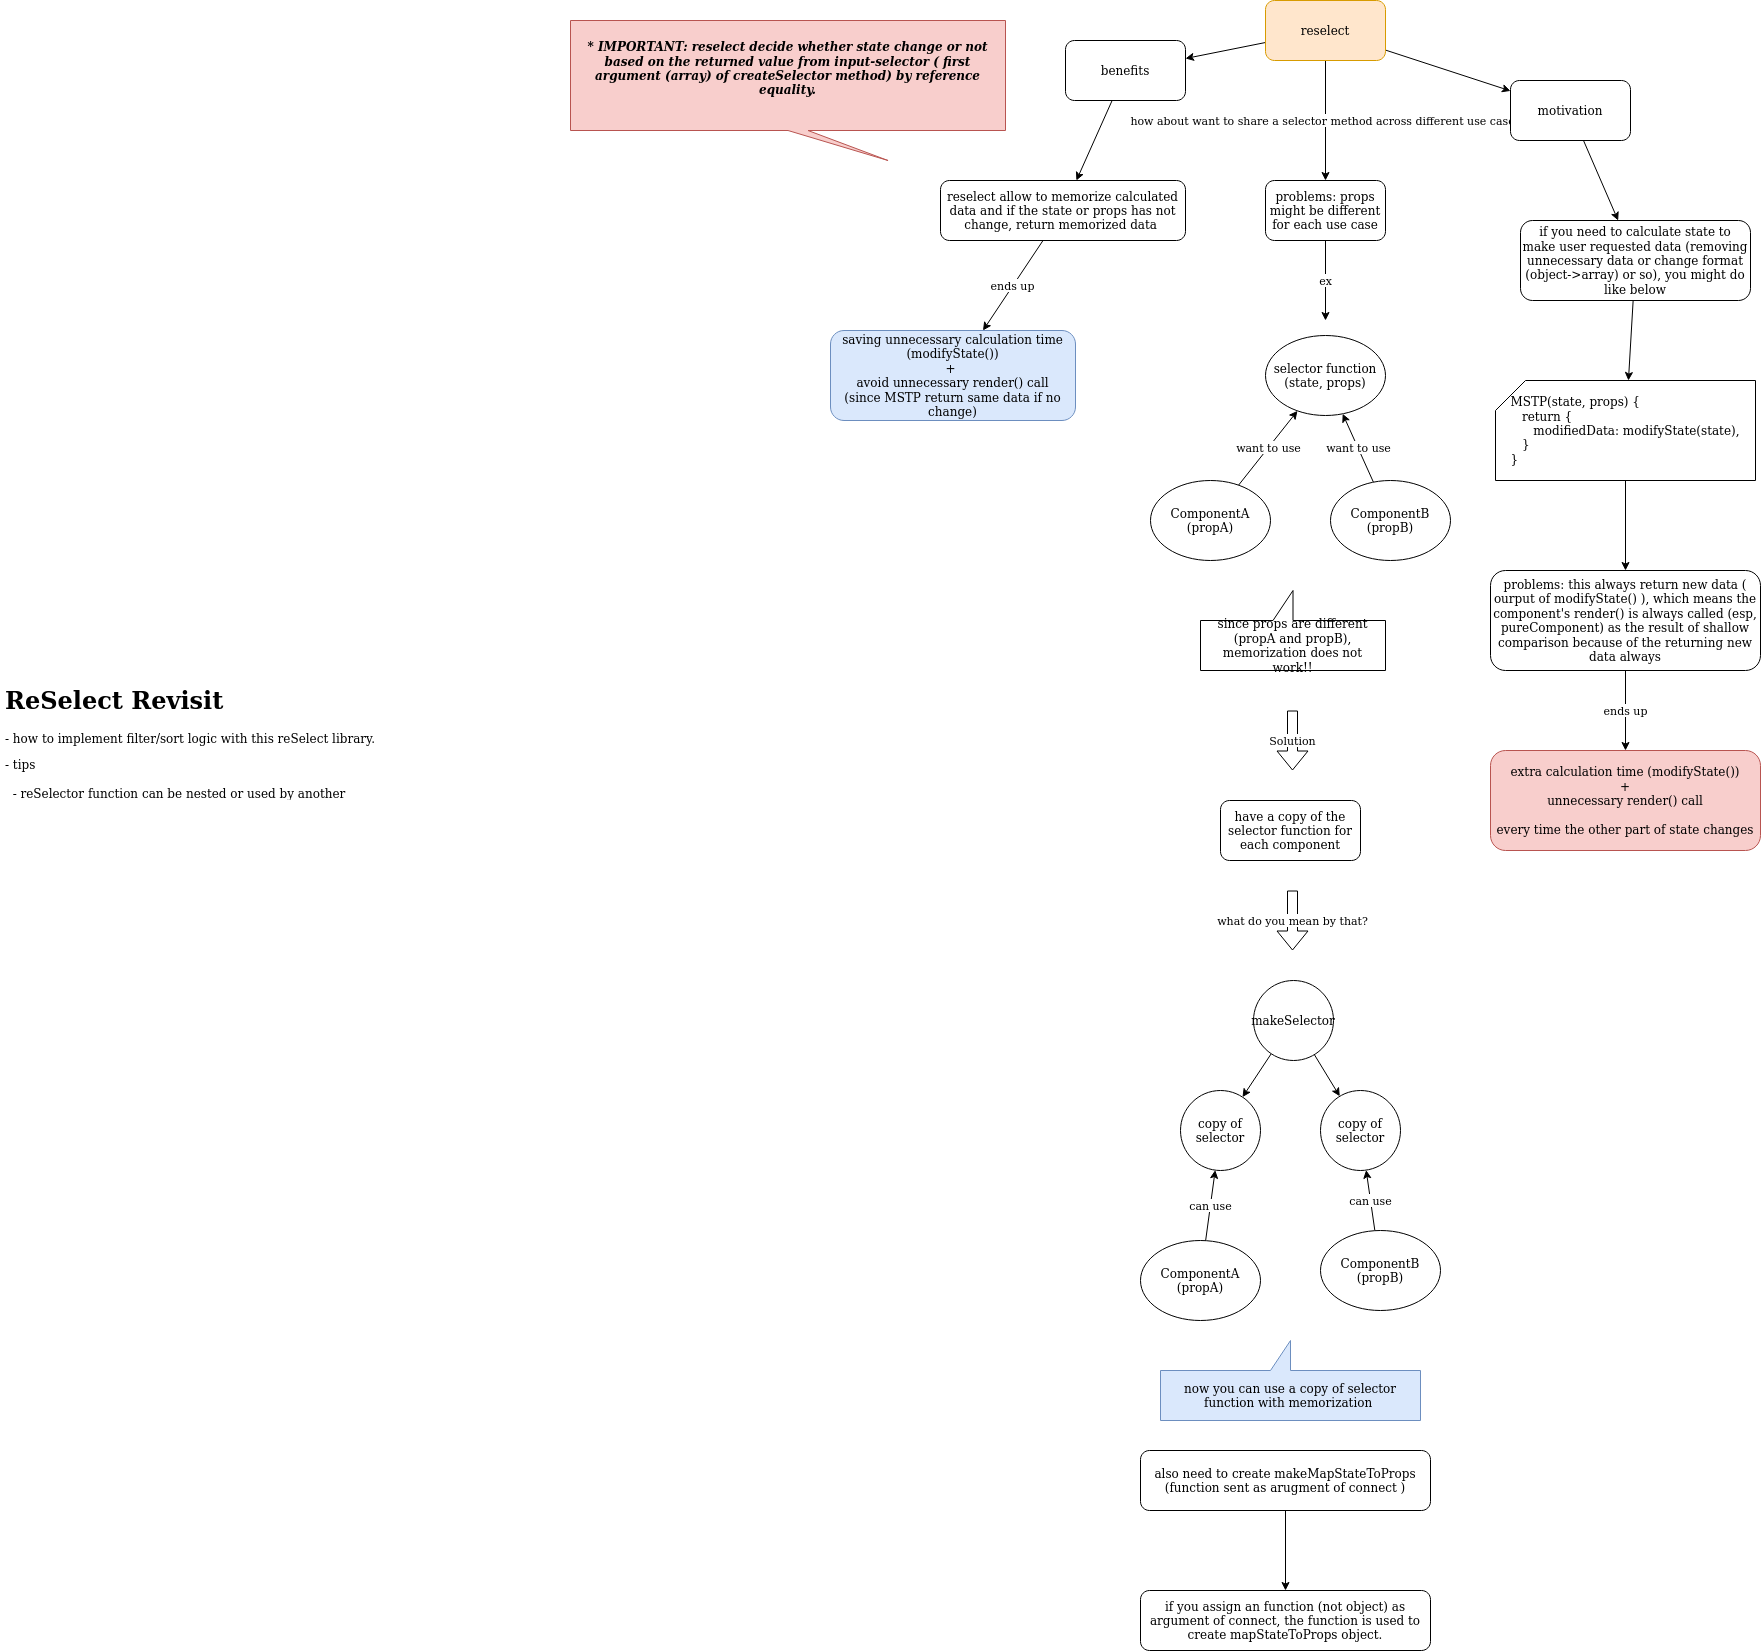 reselect
* IMPORTANT: reselect decide whether state change or not
based on the returned value from input-selector ( first
argument (array) of createSelector method) by reference
equality.
benefits
motivation
how about want to share a selector method across different use case
reselect allow to memorize calculated
data and if the state or props has not
change, return memorized data
ends up
saving unnecessary calculation time
(modifyState())
+
avoid unnecessary render() call
(since MSTP return same data if no
change)
problems: props
might be different
for each use case
ex
selector function
(state, props)
want to use
want to use
ComponentA
(propA)
ComponentB
(propB)
since props are different
(propA and propB),
memorization does not
work!!
Solution
have a copy of the
selector function for
each component
what do you mean by that?
makeSelector
copy of
selector
copy of
selector
can use
can use
ComponentA
(propA)
ComponentB
(propB)
now you can use a copy of selector
function with memorization
also need to create makeMapStateToProps
(function sent as arugment of connect )
if you assign an function (not object) as
argument of connect, the function is used to
create mapStateToProps object.
if you need to calculate state to
make user requested data (removing
unnecessary data or change format
(object->array) or so), you might do
like below
MSTP(state, props) {
return {
modifiedData: modifyState(state),
}
}
problems: this always return new data (
ourput of modifyState() ), which means the
component's render() is always called (esp,
pureComponent) as the result of shallow
comparison because of the returning new
data always
ends up
extra calculation time (modifyState())
+
unnecessary render() call
every time the other part of state changes
ReSelect Revisit
- how to implement filter/sort logic with this reSelect library.
- tips
- reSelector function can be nested or used by another